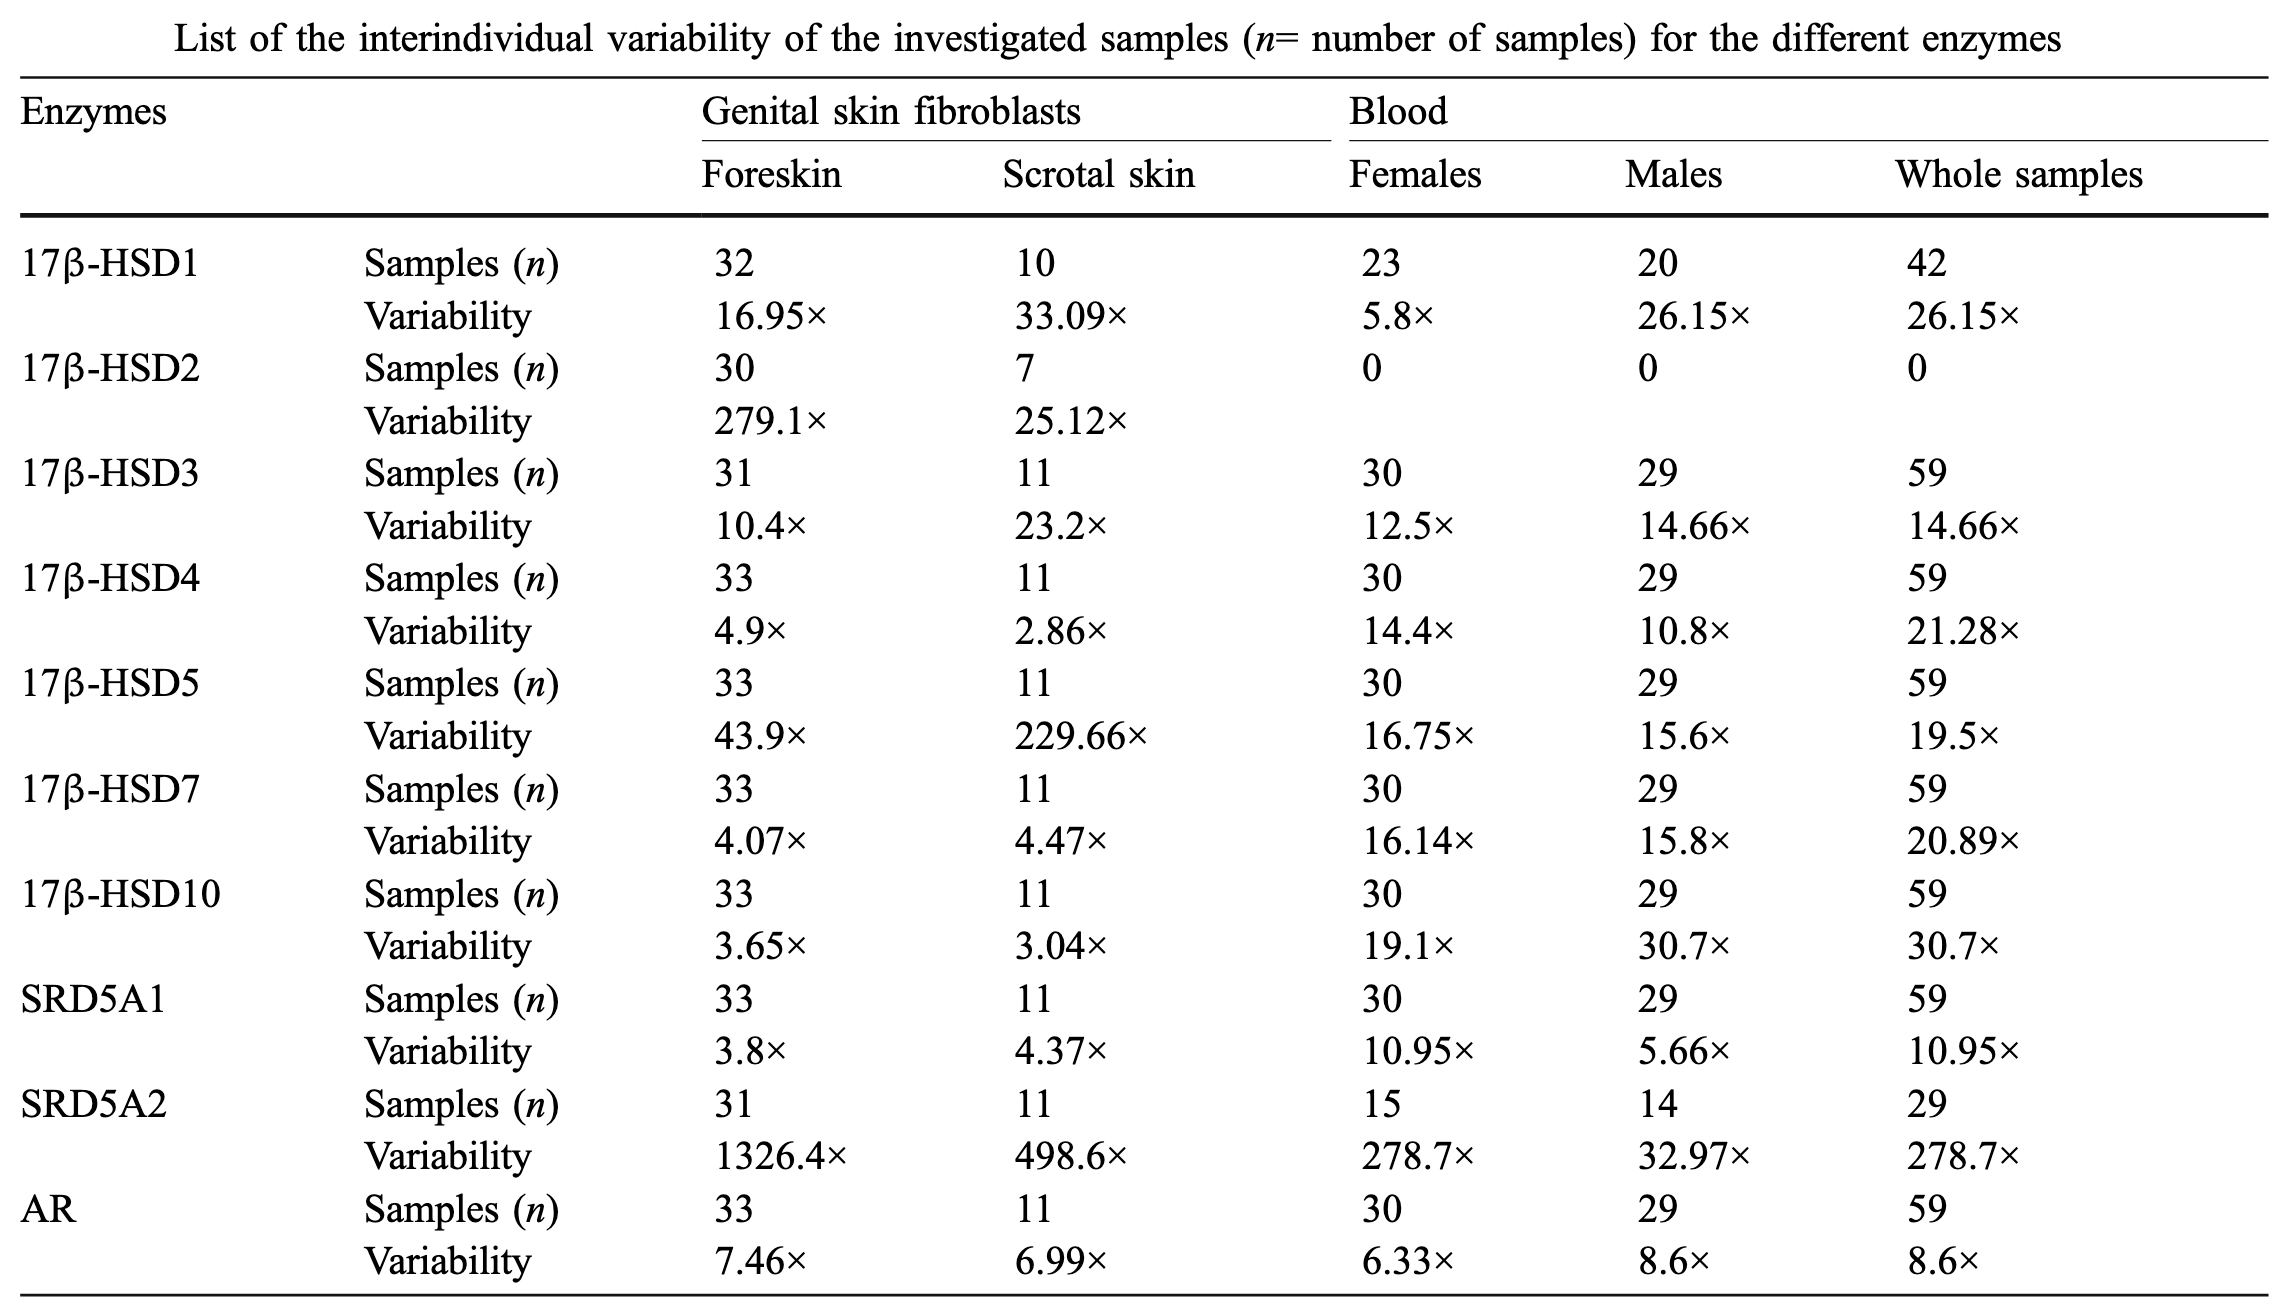 List of the interindividual variability of the investigated samples (n= number of samples) for the different enzymes
Enzymes Genital skin fibroblasts Blood
Foreskin Scrotal skin Females Males Whole samples
17β-HSD1 Samples (n) 32 10 23 20 42
Variability 16.95× 33.09× 5.8× 26.15× 26.15×
17β-HSD2 Samples (n) 30 7 0 0 0
Variability 279.1× 25.12×
17β-HSD3 Samples (n) 31 11 30 29 59
Variability 10.4× 23.2× 12.5× 14.66× 14.66×
17β-HSD4 Samples (n) 33 11 30 29 59
Variability 4.9× 2.86× 14.4× 10.8× 21.28×
17β-HSD5 Samples (n) 33 11 30 29 59
Variability 43.9× 229.66× 16.75× 15.6× 19.5×
17β-HSD7 Samples (n) 33 11 30 29 59
Variability 4.07× 4.47× 16.14× 15.8× 20.89×
17β-HSD10 Samples (n) 33 11 30 29 59
Variability 3.65× 3.04× 19.1× 30.7× 30.7×
SRD5A1 Samples (n) 33 11 30 29 59
Variability 3.8× 4.37× 10.95× 5.66× 10.95×
SRD5A2 Samples (n) 31 11 15 14 29
Variability 1326.4× 498.6× 278.7× 32.97× 278.7×
AR Samples (n) 33 11 30 29 59
Variability 7.46× 6.99× 6.33× 8.6× 8.6×